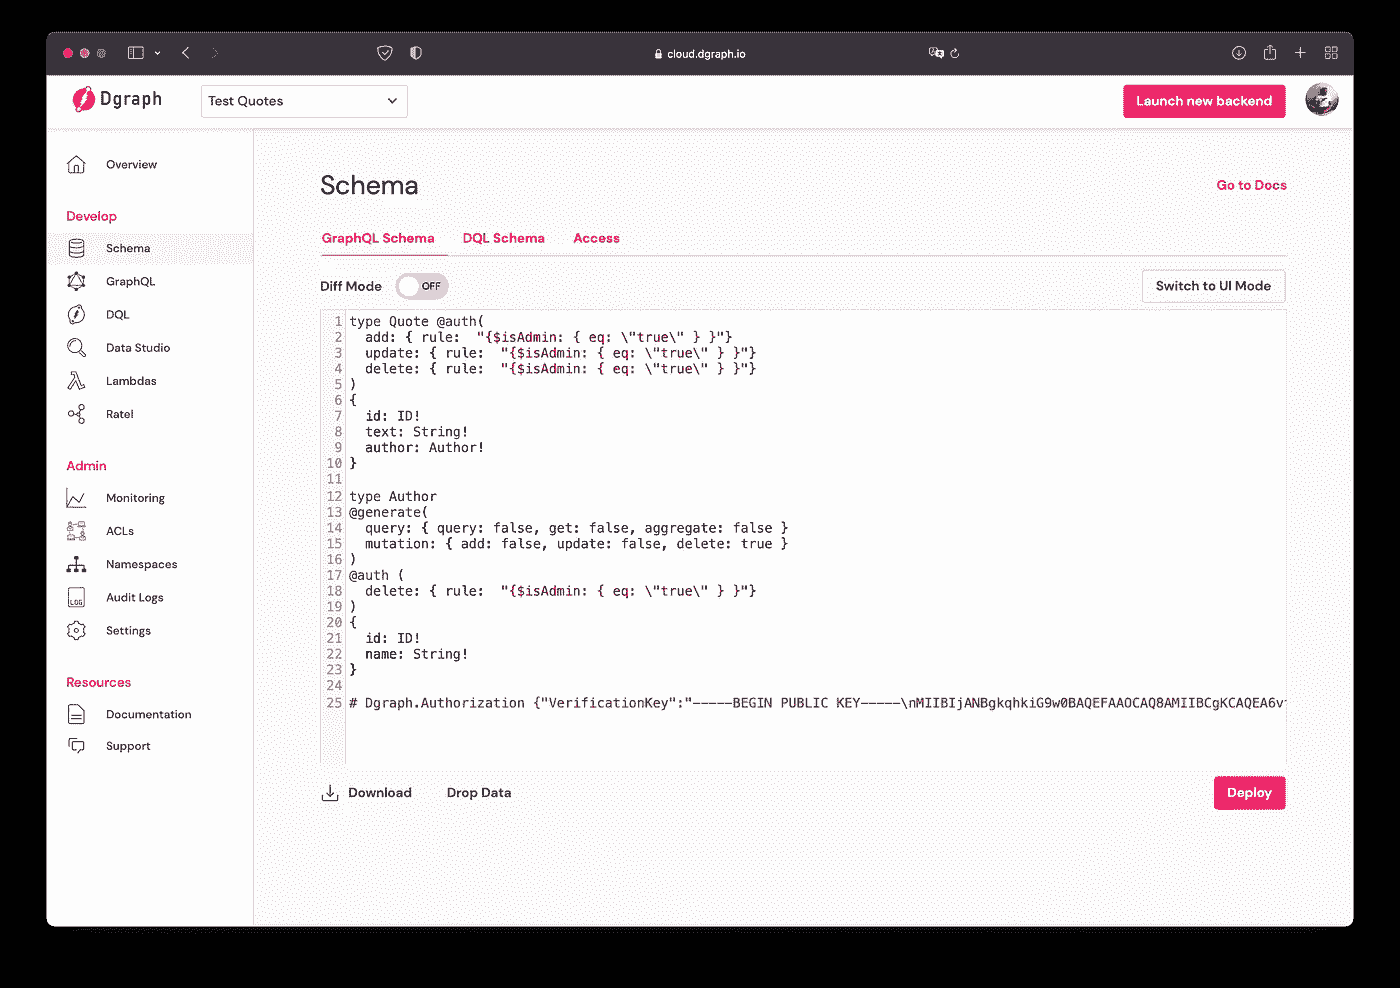 cloud.dgraph.io
Dgraph
Test Quotes
Launch new backend
Overview
Develop
Schema
GraphQL
DQL
Data Studio
Lambdas
Ratel
Admin
Monitoring
ACLs
Namespaces
Audit Logs
LOG
Settings
Resources
Documentation
Support
Schema
Go to Docs
GraphQL Schema
DQL Schema
Access
Diff Mode
OFF
Switch to UI Mode
1 type Quote @auth(
2   add: { rule:  "{$isAdmin: { eq: \"true\" } }"}
3   update: { rule:  "{$isAdmin: { eq: \"true\" } }"}
4   delete: { rule:  "{$isAdmin: { eq: \"true\" } }"}
5 )
6 {
7   id: ID!
8   text: String!
9   author: Author!
10 }
11
12 type Author
13 @generate(
14   query: { query: false, get: false, aggregate: false }
15   mutation: { add: false, update: false, delete: true }
16 )
17 @auth (
18   delete: { rule:  "{$isAdmin: { eq: \"true\" } }"}
19 )
20 {
21   id: ID!
22   name: String!
23 }
24
25 # Dgraph.Authorization {"VerificationKey":"-----BEGIN PUBLIC KEY-----\nMIIBIjANBgkqhkiG9w0BAQEFAAOCAQ8AMIIBCgKCAQEA6v
Download
Drop Data
Deploy